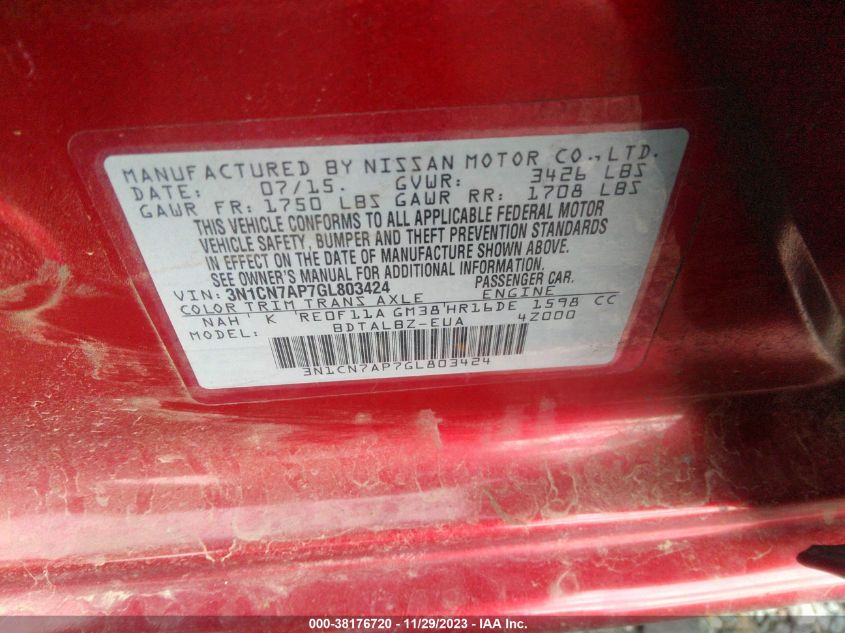 MANUFACTURED BY NISSAN MOTOR CO.,LTD.
DATE: 07/15. GVWR: 3426 LBS
GAWR FR: 1750 LBS GAWR RR: 1708 LBS
THIS VEHICLE CONFORMS TO ALL APPLICABLE FEDERAL MOTOR
VEHICLE SAFETY, BUMPER AND THEFT PREVENTION STANDARDS
IN EFFECT ON THE DATE OF MANUFACTURE SHOWN ABOVE.
SEE OWNER'S MANUAL FOR ADDITIONAL INFORMATION.
VIN: 3N1CN7AP7GL803424 PASSENGER CAR.
COLOR TRIM TRANS AXLE ENGINE
NAH K RE0F11A GM38 HR16DE 1598 CC
MODEL: BDTALBZ-EUA 4Z000
3N1CN7AP7GL803424
000-38176720 - 11/29/2023 - IAA Inc.